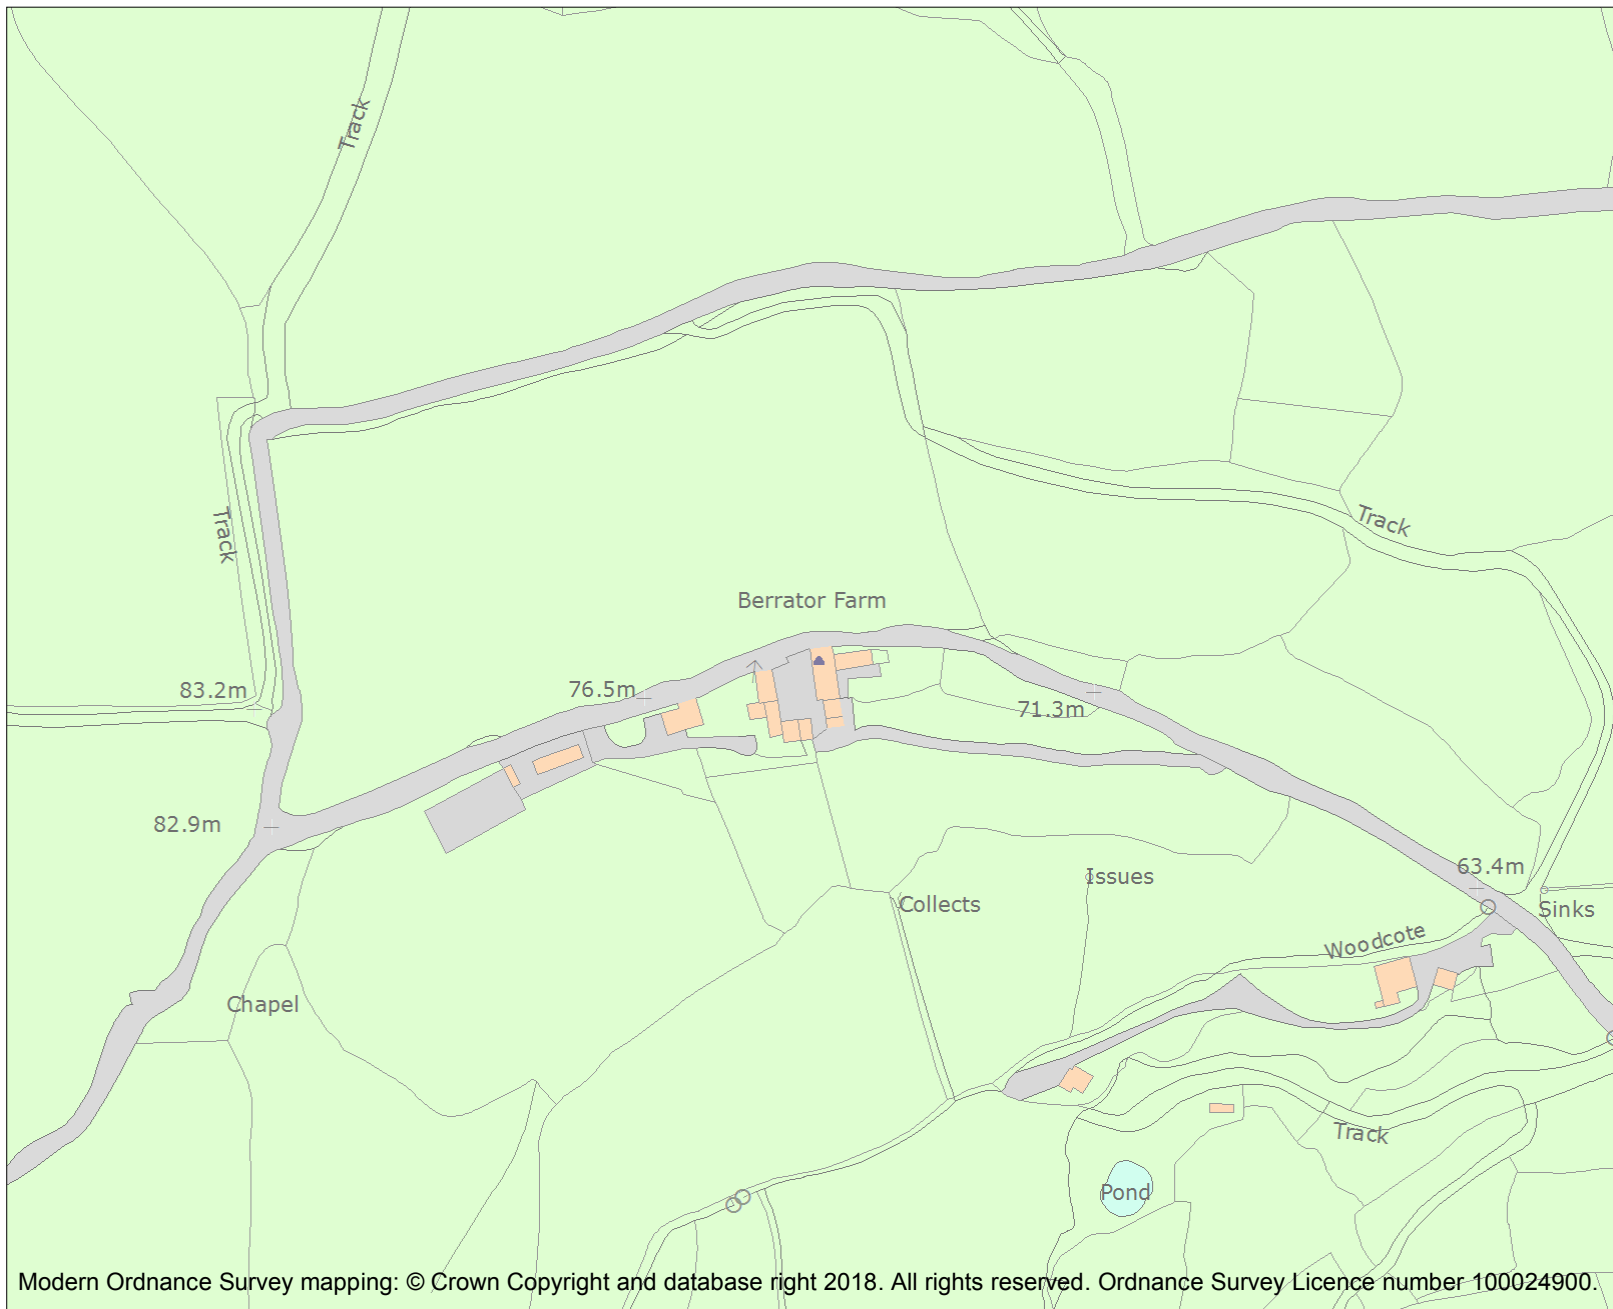 Track
Track
Track
Berrator Farm
83.2m
76.5m
71.3m
82.9m
63.4m
Issues
Collects
Sinks
Woodcote
Chapel
Track
Pond
Modern Ordnance Survey mapping: © Crown Copyright and database right 2018. All rights reserved. Ordnance Survey Licence number 100024900.